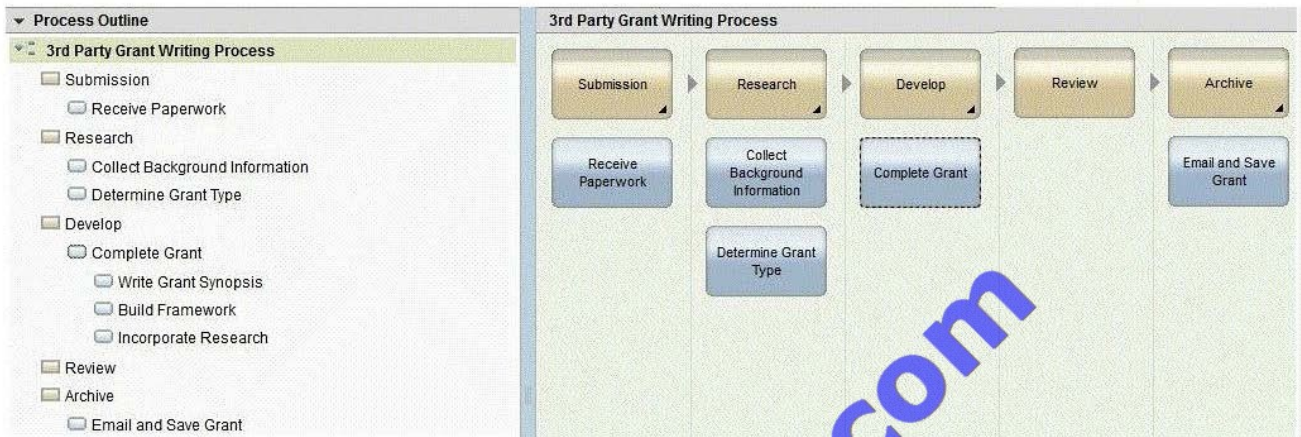 Process Outline
3rd Party Grant Writing Process
Submission
Receive Paperwork
Research
Collect Background Information
Determine Grant Type
Develop
Complete Grant
Write Grant Synopsis
Build Framework
Incorporate Research
Review
Archive
Email and Save Grant
3rd Party Grant Writing Process
Submission
Research
Develop
Review
Archive
Receive
Paperwork
Collect
Background
Information
Complete Grant
Email and Save
Grant
Determine Grant
Type
com